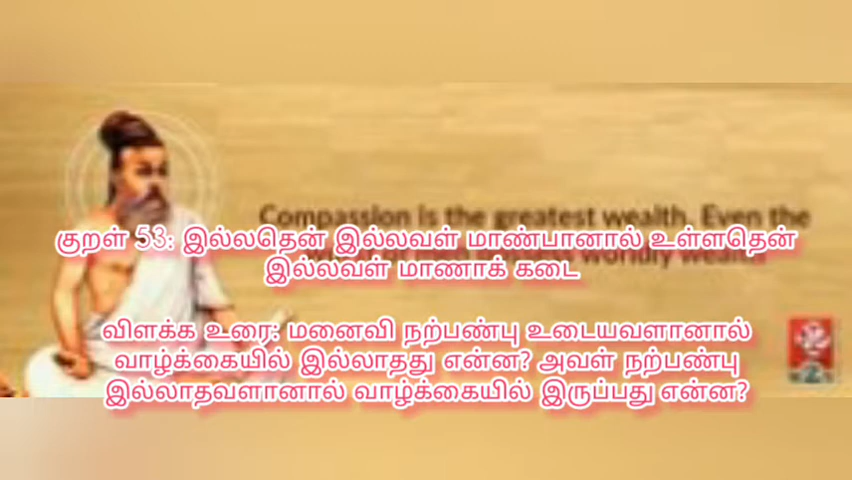 Compassion is the greatest wealth. Even the
குறள் 53: இல்லதென் இல்லவள் மாண்பானால் உள்ளதென்
இல்லவள் மாணாக் கடை
விளக்க உரை: மனைவி நற்பண்பு உடையவளானால்
வாழ்க்கையில் இல்லாதது என்ன? அவள் நற்பண்பு
இல்லாதவளானால் வாழ்க்கையில் இருப்பது என்ன?